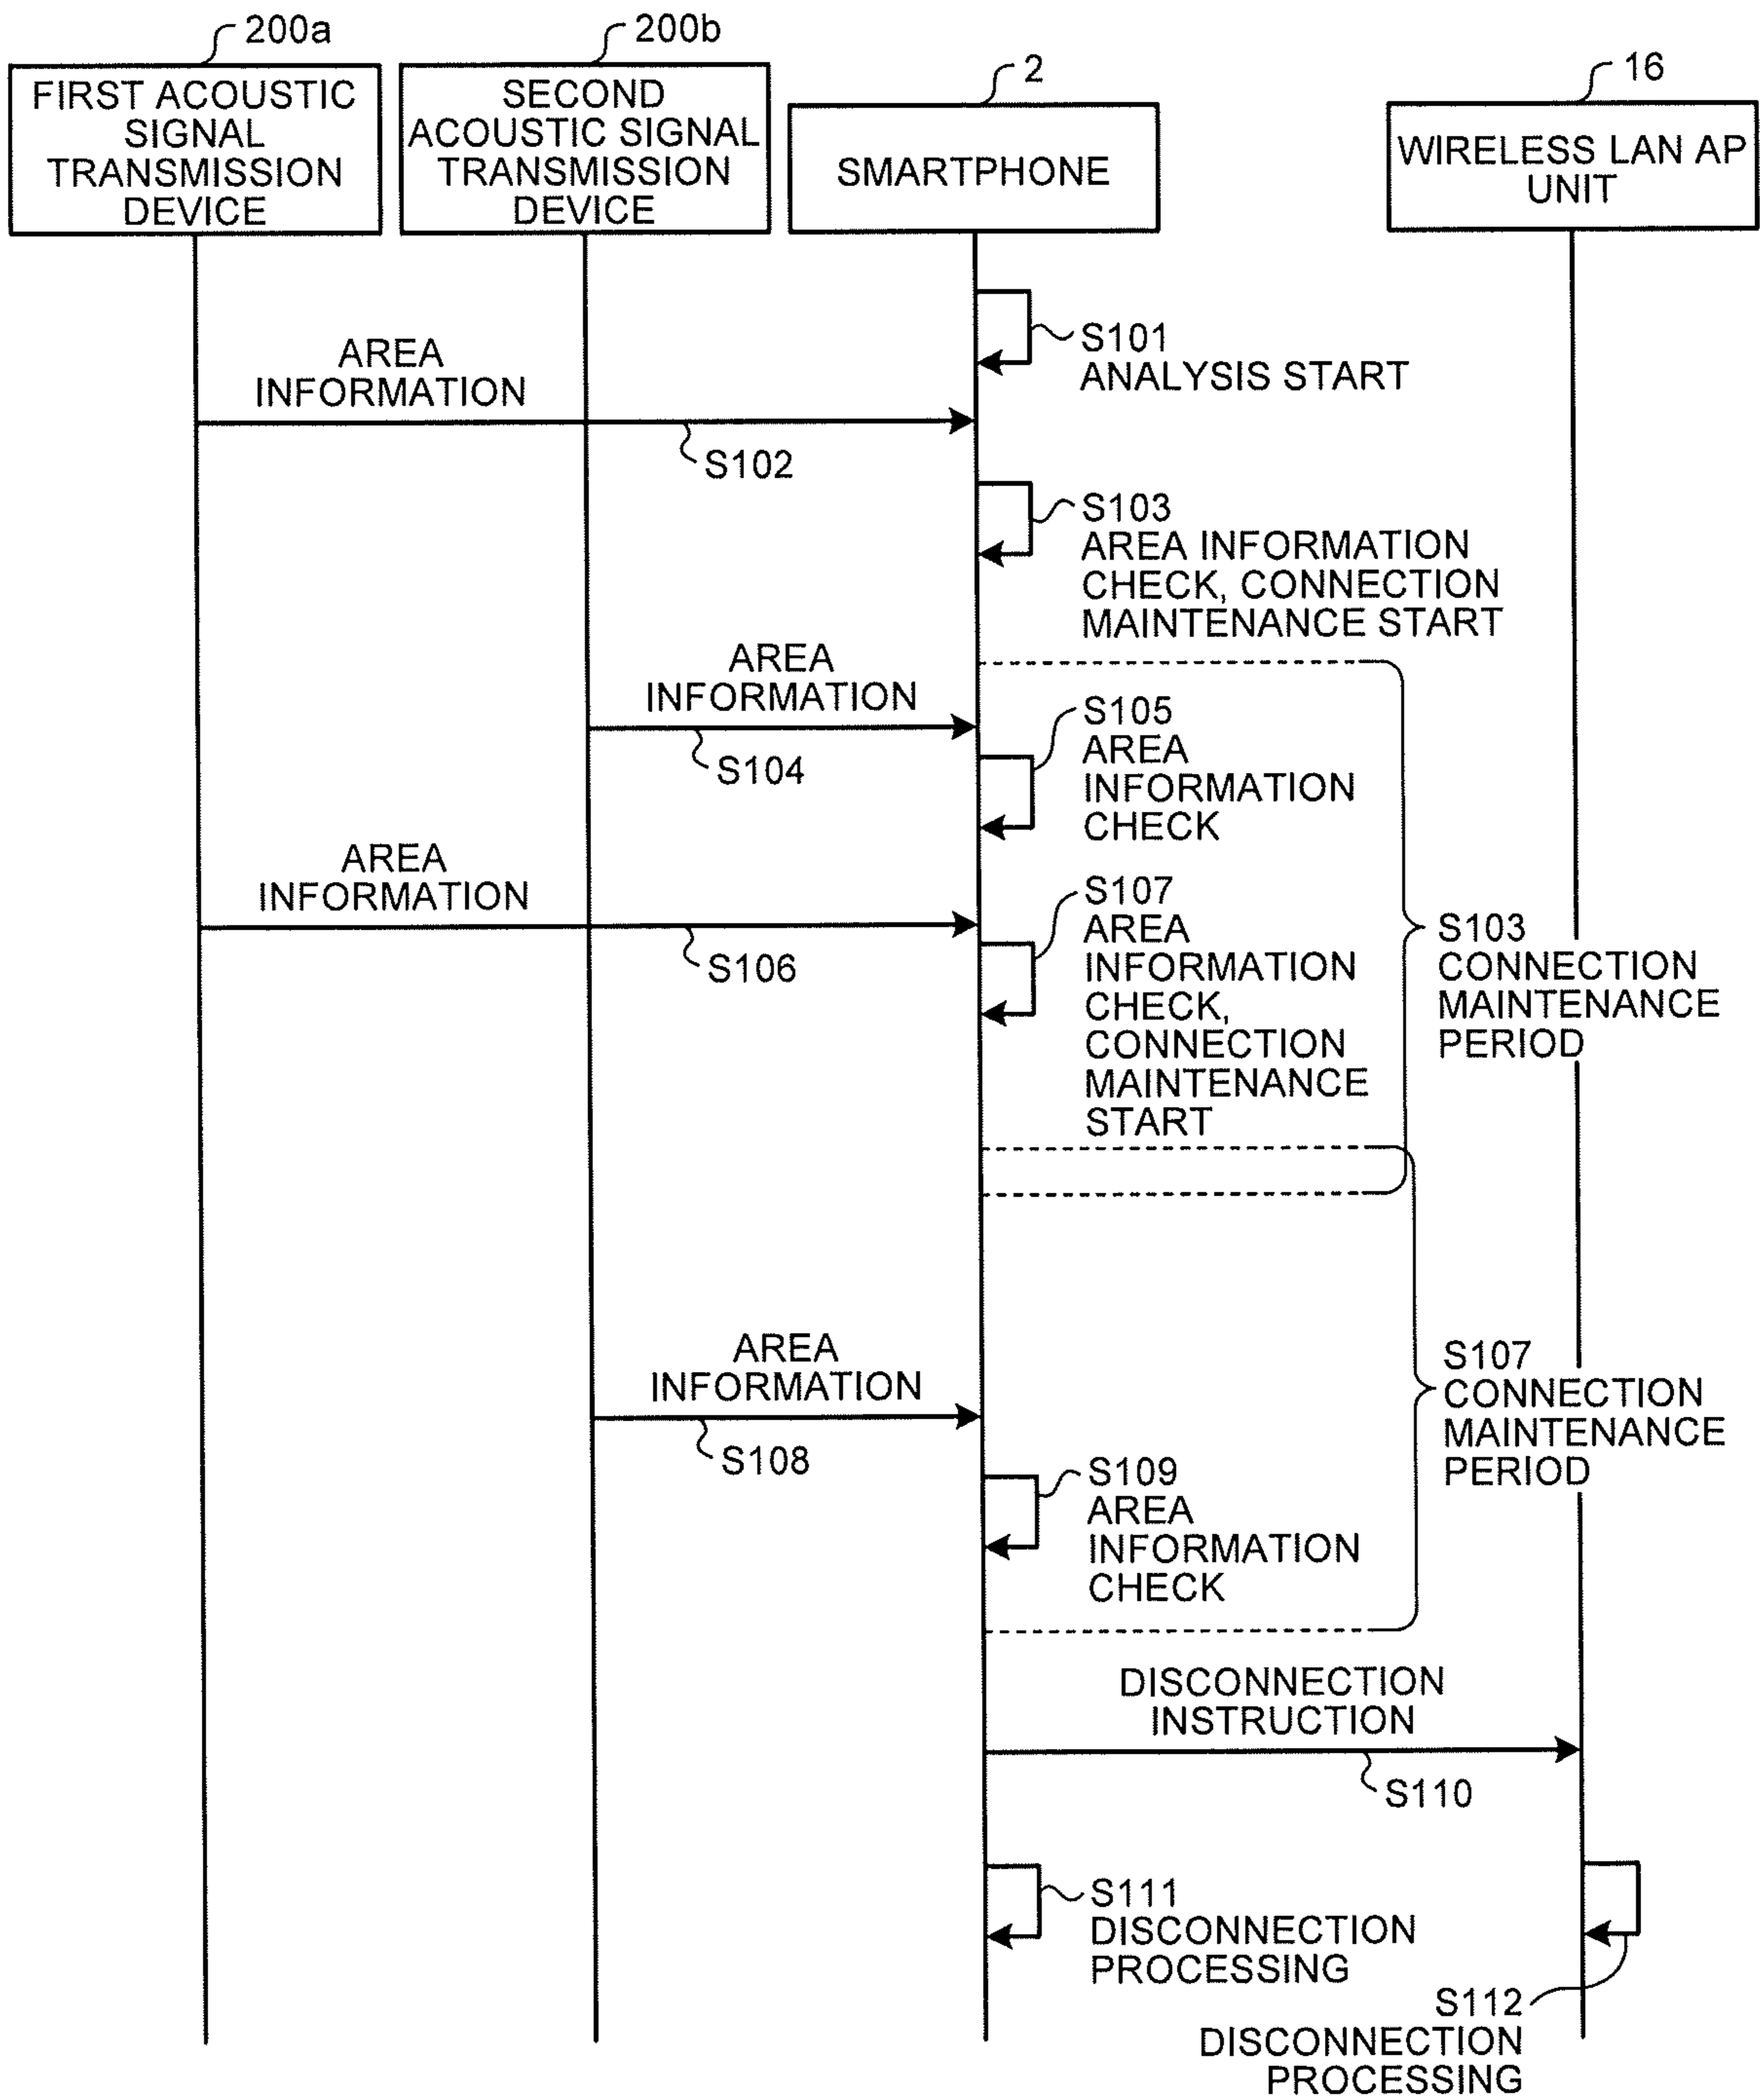 200a
200b
2
16
FIRST ACOUSTIC
SIGNAL
TRANSMISSION
DEVICE
SECOND
ACOUSTIC SIGNAL
TRANSMISSION
DEVICE
SMARTPHONE
WIRELESS LAN AP
UNIT
S101
ANALYSIS START
AREA
INFORMATION
S102
S103
AREA INFORMATION
CHECK, CONNECTION
MAINTENANCE START
AREA
INFORMATION
S104
S105
AREA
INFORMATION
CHECK
AREA
INFORMATION
S106
S107
AREA
INFORMATION
CHECK,
CONNECTION
MAINTENANCE
START
S103
CONNECTION
MAINTENANCE
PERIOD
AREA
INFORMATION
S108
S107
CONNECTION
MAINTENANCE
PERIOD
S109
AREA
INFORMATION
CHECK
DISCONNECTION
INSTRUCTION
S110
S111
DISCONNECTION
PROCESSING
S112
DISCONNECTION
PROCESSING